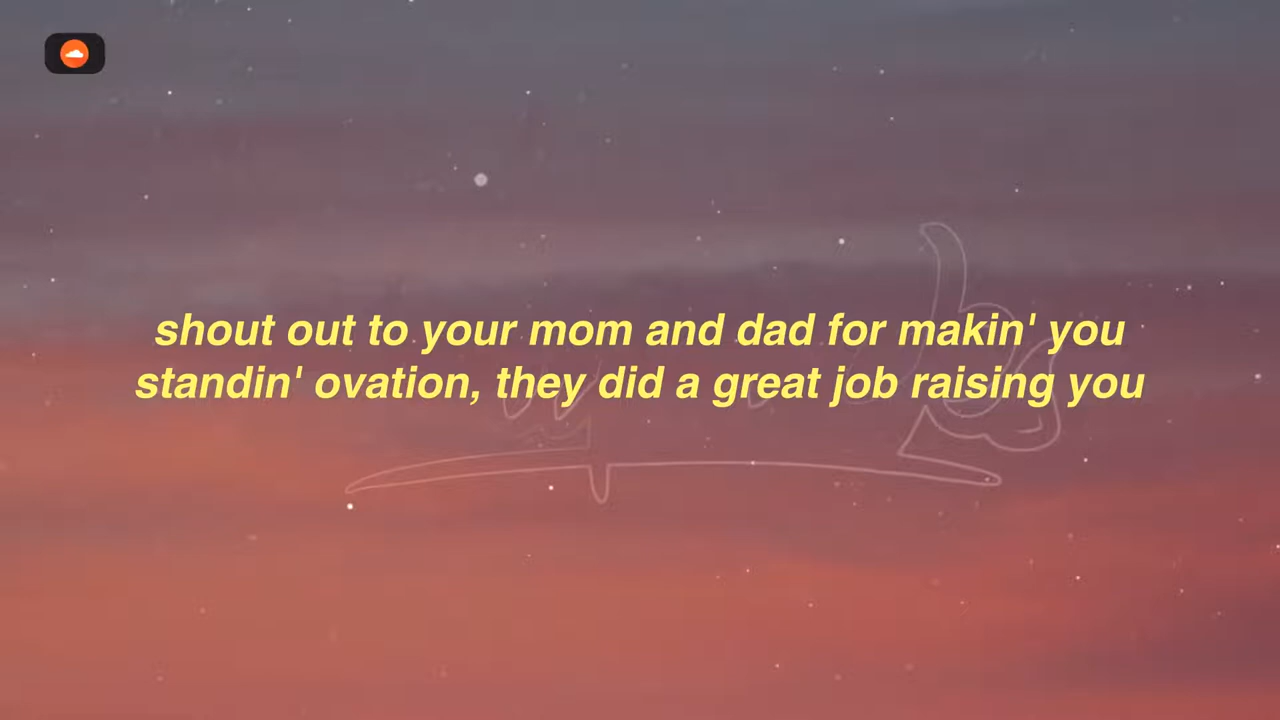 shout out to your mom and dad for makin' you
standin' ovation, they did a great job raising you